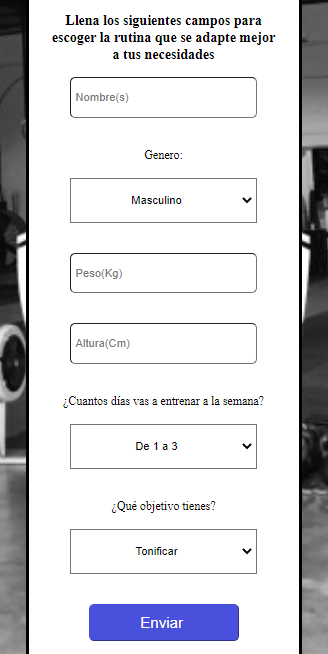 Llena los siguientes campos para
escoger la rutina que se adapte mejor
a tus necesidades
Nombre(s)
Genero:
Masculino
Peso(Kg)
Altura(Cm)
¿Cuantos días vas a entrenar a la semana?
De 1 a 3
¿Qué objetivo tienes?
Tonificar
Enviar